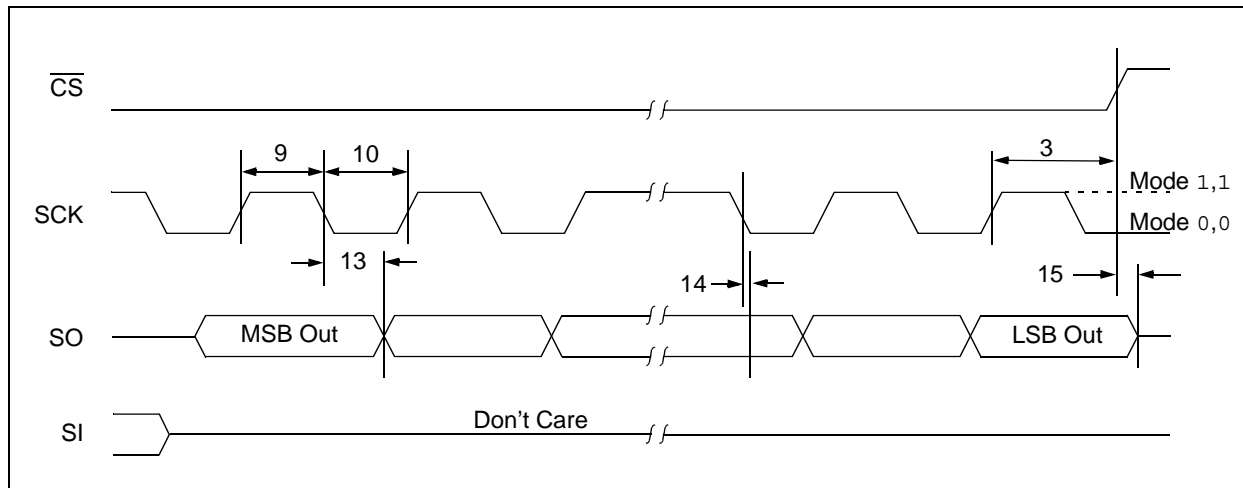 CS
9
10
3
Mode 1,1
SCK
Mode 0,0
13
14
15
SO
MSB Out
LSB Out
Don't Care
SI